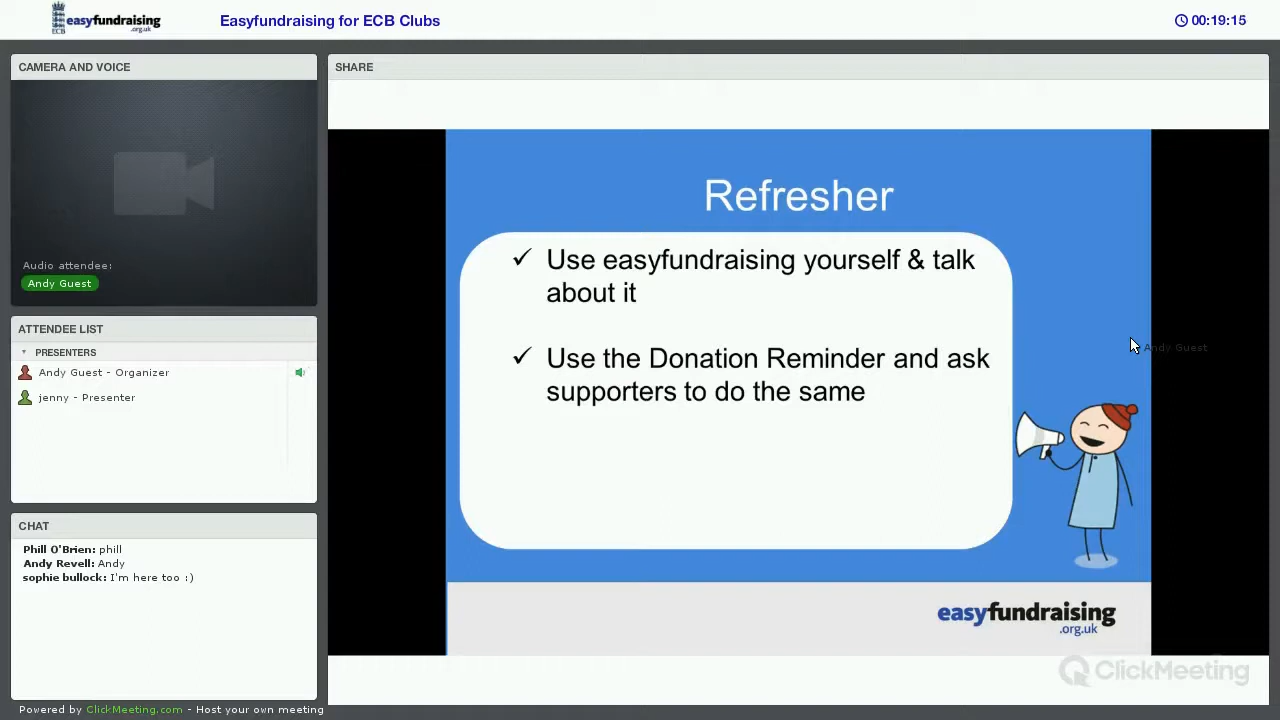 easyfundraising
.org.uk
ECB
Easyfundraising for ECB Clubs
00:19:15
CAMERA AND VOICE
Audio attendee:
Andy Guest
ATTENDEE LIST
PRESENTERS
Andy Guest - Organizer
jenny - Presenter
CHAT
Phill O'Brien: phill
Andy Revell: Andy
sophie bullock: I'm here too :)
Powered by ClickMeeting.com - Host your own meeting
SHARE
Refresher
✓ Use easyfundraising yourself & talk
about it
✓ Use the Donation Reminder and ask
supporters to do the same
Andy Guest
easyfundraising
.org.uk
ClickMeeting